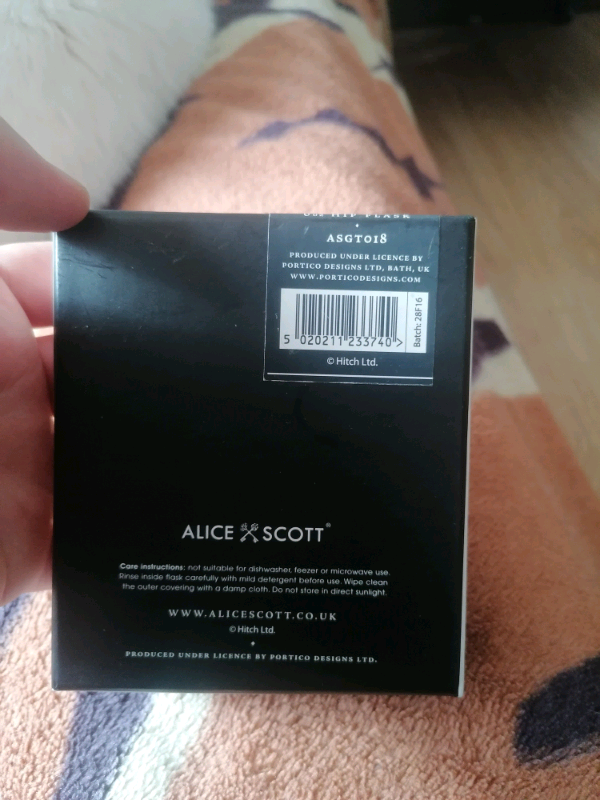 HIP FLASK
ASGT018
PRODUCED UNDER LICENCE BY
PORTICO DESIGNS LTD, BATH, UK
WWW.PORTICODESIGNS.COM
5 020211 233740 >
Batch: 28F16
© Hitch Ltd.
ALICE SCOTT®
Care instructions: not suitable for dishwasher, feezer or microwave use.
Rinse inside flask carefully with mild detergent before use. Wipe clean
the outer covering with a damp cloth. Do not store in direct sunlight.
WWW.ALICESCOTT.CO.UK
© Hitch Ltd.
PRODUCED UNDER LICENCE BY PORTICO DESIGNS LTD.